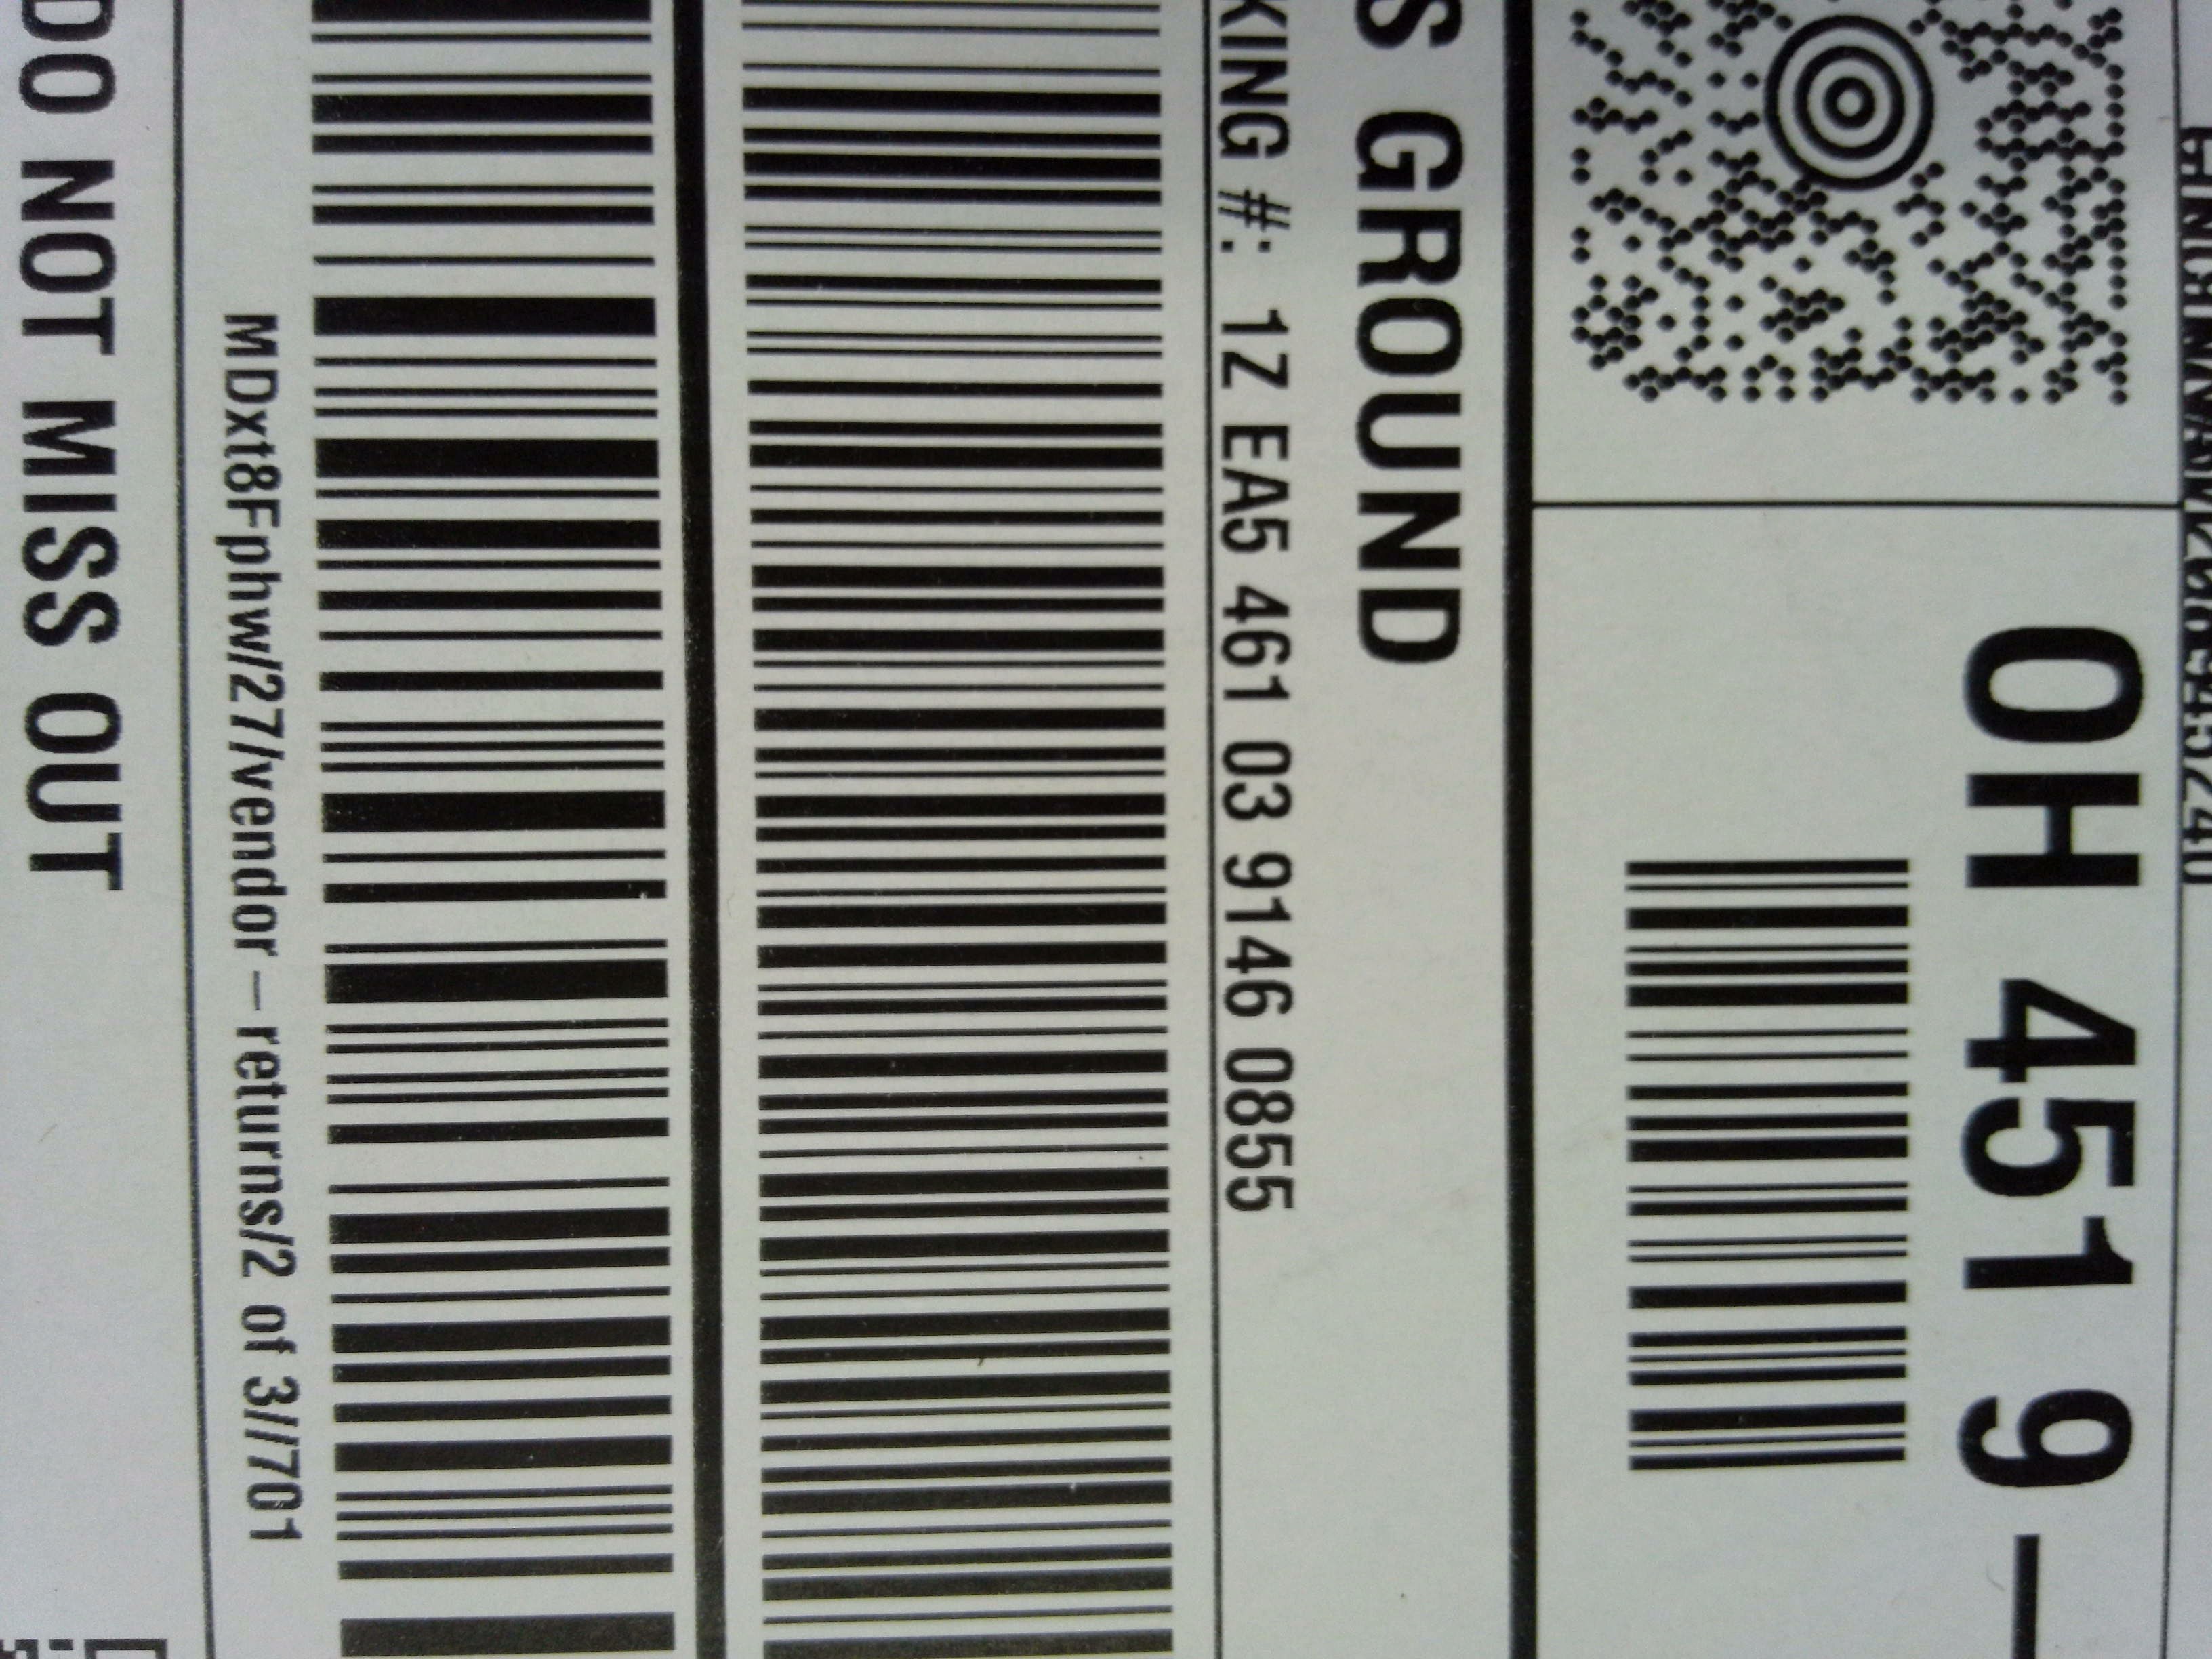 OH 451 9—
S GROUND
KING #: 1Z EA5 461 03 9146 0855
MDxt8Fphw/27/vendor-returns/2 of 3//701
DO NOT MISS OUT